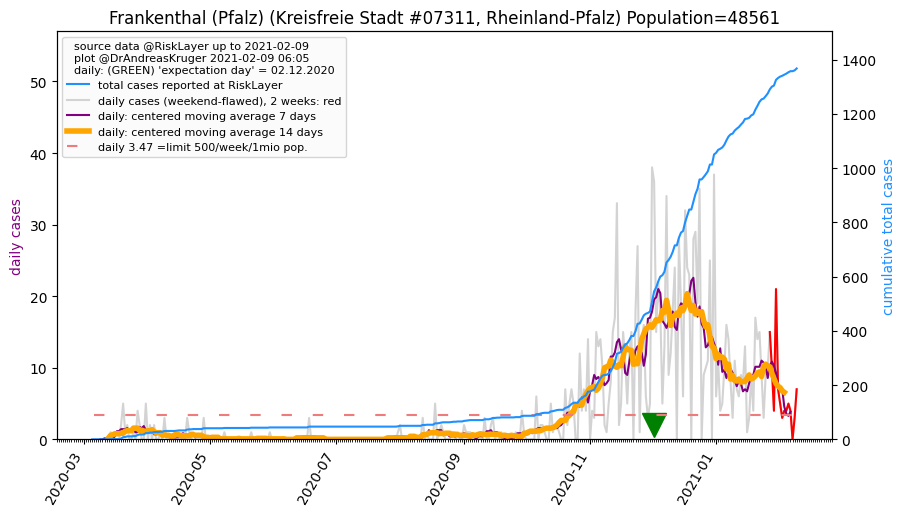 Frankenthal (Pfalz) (Kreisfreie Stadt #07311, Rheinland-Pfalz) Population=48561
source data @RiskLayer up to 2021-02-09
plot @DrAndreasKruger 2021-02-09 06:05
daily: (GREEN) 'expectation day' = 02.12.2020
total cases reported at RiskLayer
daily cases (weekend-flawed), 2 weeks: red
daily: centered moving average 7 days
daily: centered moving average 14 days
daily 3.47 =limit 500/week/1mio pop.
daily cases
50
40
30
20
10
0
cumulative total cases
1400
1200
1000
800
600
400
200
0
2020-03
2020-05
2020-07
2020-09
2020-11
2021-01